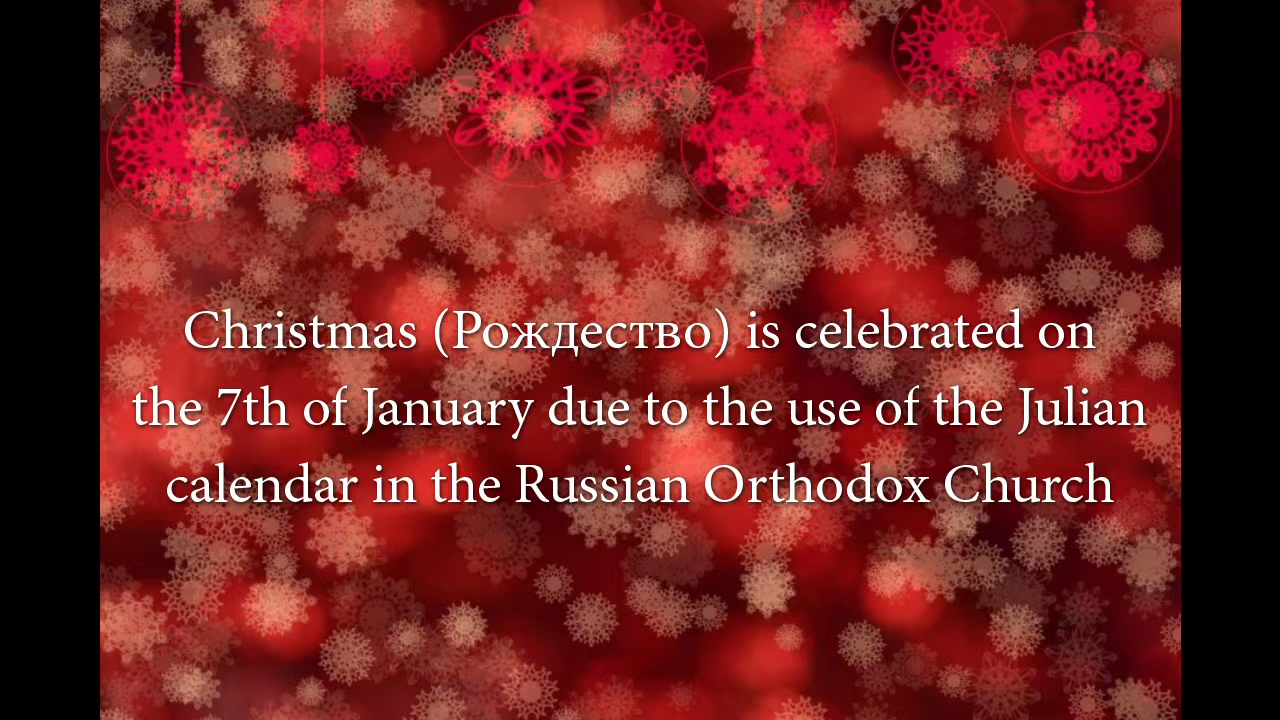 Christmas (Рождество) is celebrated on
the 7th of January due to the use of the Julian
calendar in the Russian Orthodox Church